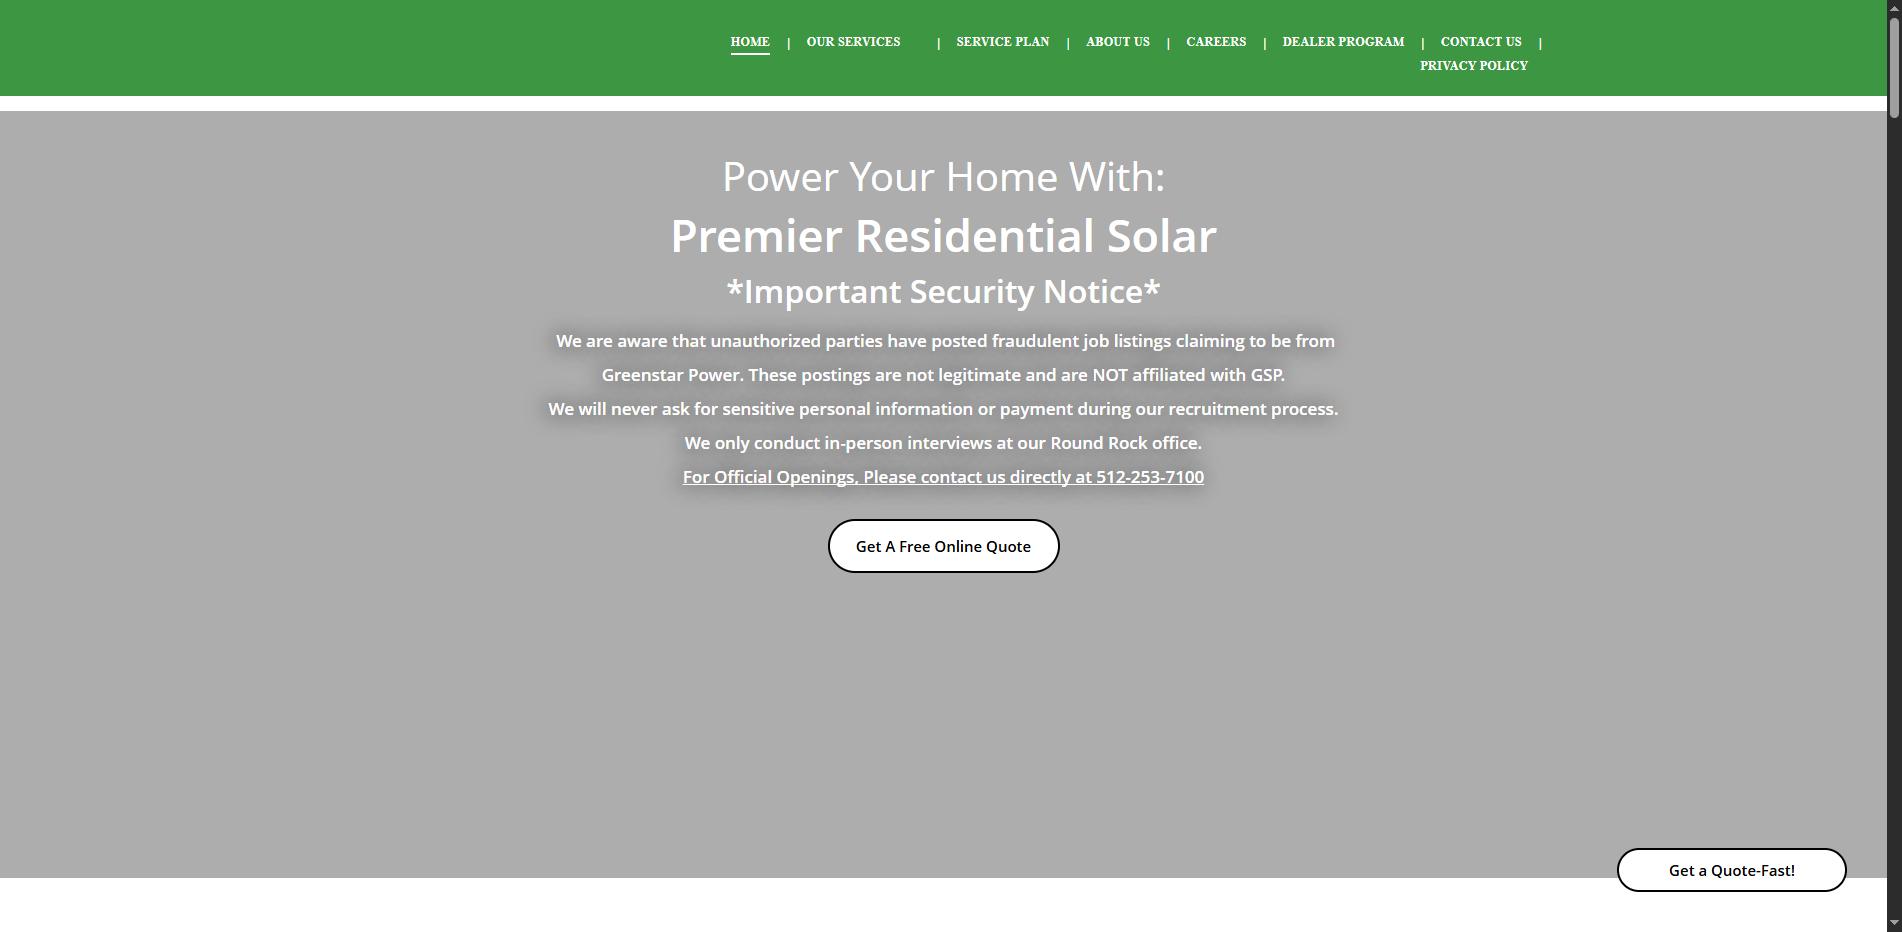 HOME | OUR SERVICES | SERVICE PLAN | ABOUT US | CAREERS | DEALER PROGRAM | CONTACT US |
PRIVACY POLICY
Power Your Home With:
Premier Residential Solar
*Important Security Notice*
We are aware that unauthorized parties have posted fraudulent job listings claiming to be from
Greenstar Power. These postings are not legitimate and are NOT affiliated with GSP.
We will never ask for sensitive personal information or payment during our recruitment process.
We only conduct in-person interviews at our Round Rock office.
For Official Openings, Please contact us directly at 512-253-7100
Get A Free Online Quote
Get a Quote-Fast!